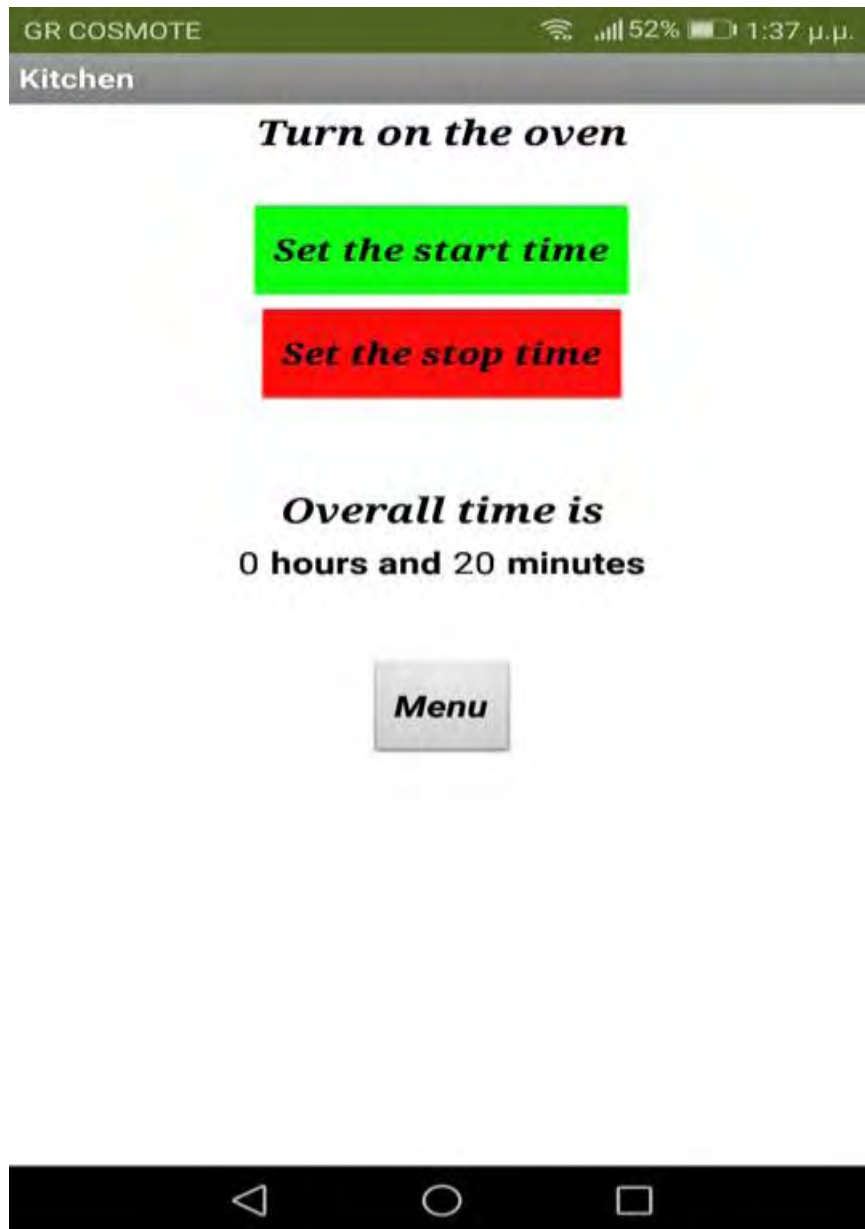 GR COSMOTE 52% 1:37 μ.μ.
Kitchen
Turn on the oven
Set the start time
Set the stop time
Overall time is
0 hours and 20 minutes
Menu